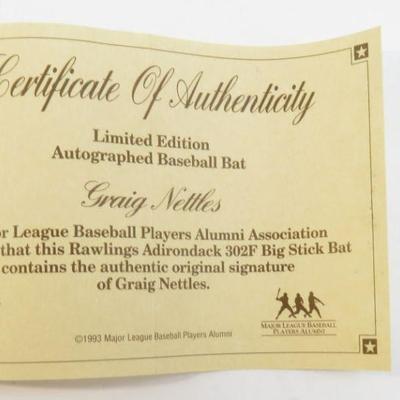 Certificate Of Authenticity
Limited Edition
Autographed Baseball Bat
Graig Nettles
r League Baseball Players Alumni Association
that this Rawlings Adirondack 302F Big Stick Bat
contains the authentic original signature
of Graig Nettles.
MAJOR LEAGUE BASEBALL
PLAYERS ALUMNI
©1993 Major League Baseball Players Alumni